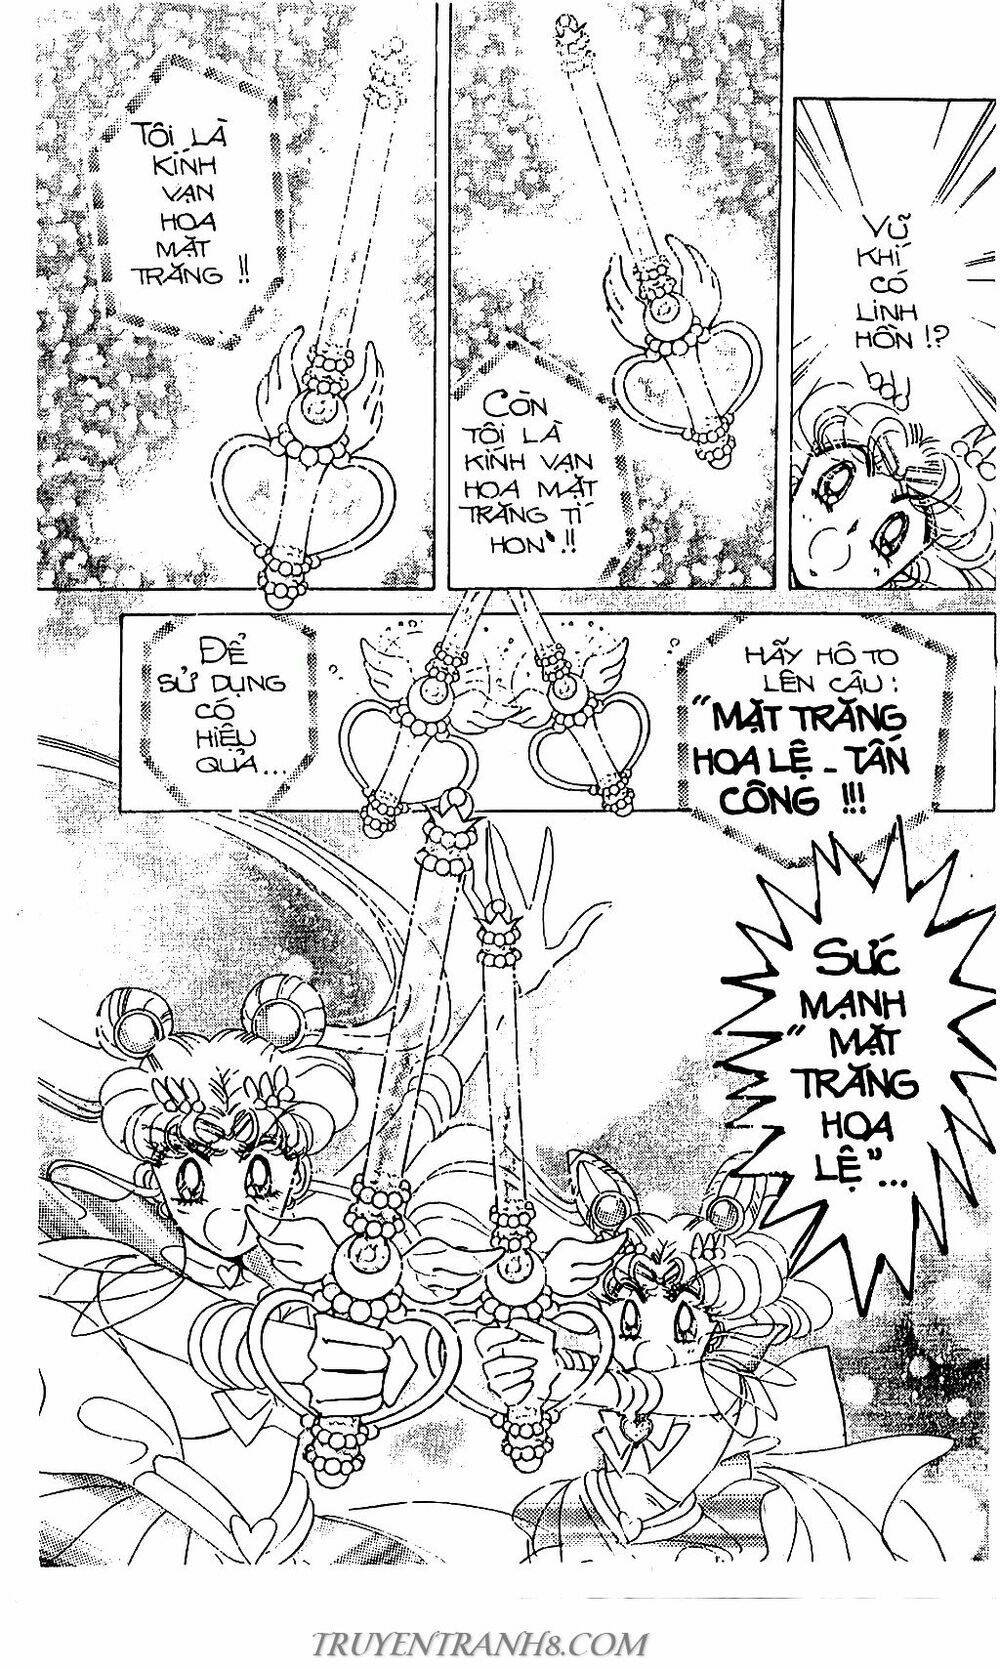 TÔI LÀ
KÍNH
VẠN
HOA
MẶT
TRĂNG !!
CÒN
TÔI LÀ
KÍNH VẠN
HOA MẶT
TRĂNG TÍ
HON !!
VŨ
KHÍ
CÓ
LINH
HỒN !?
ĐỂ
SỬ DỤNG
CÓ
HIỆU
QUẢ...
HÃY HÔ TO
LÊN CÂU:
"MẶT TRĂNG
HOA LỆ - TẤN
CÔNG !!!
SỨC
MẠNH
"MẶT
TRĂNG
HOA
LỆ"...
TRUYENTRANH8.COM